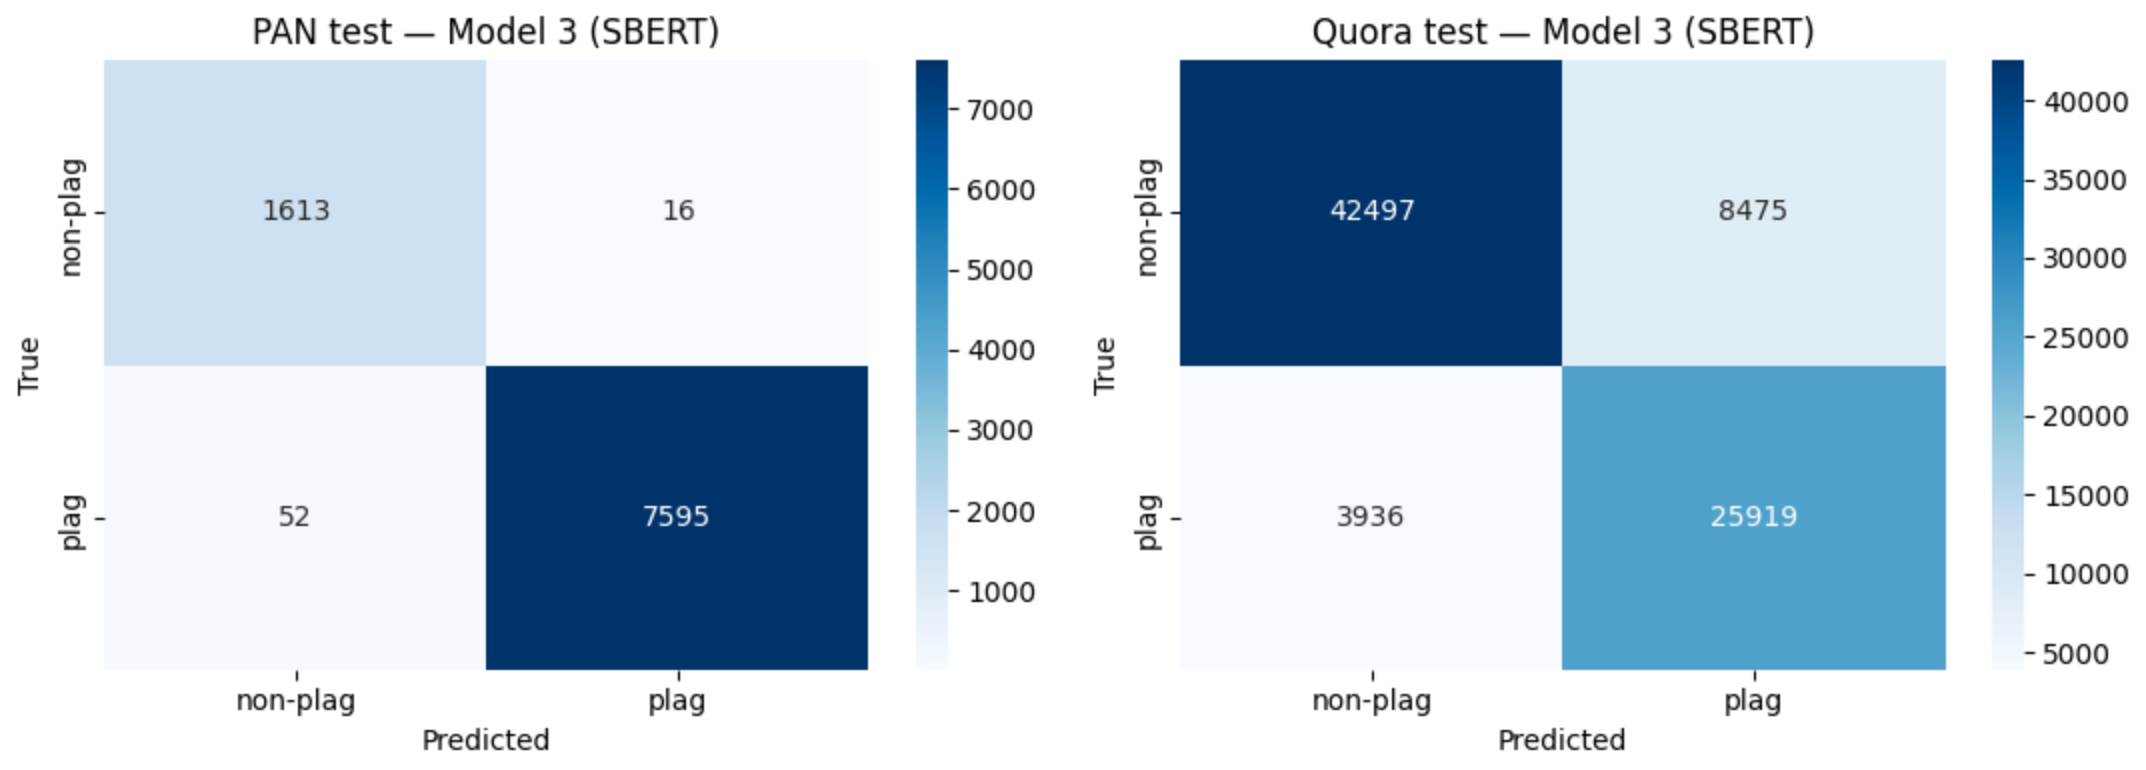 PAN test — Model 3 (SBERT)
True
non-plag
plag
1613
16
52
7595
non-plag
plag
Predicted
7000
6000
5000
4000
3000
2000
1000
Quora test — Model 3 (SBERT)
True
non-plag
plag
42497
8475
3936
25919
non-plag
plag
Predicted
40000
35000
30000
25000
20000
15000
10000
5000